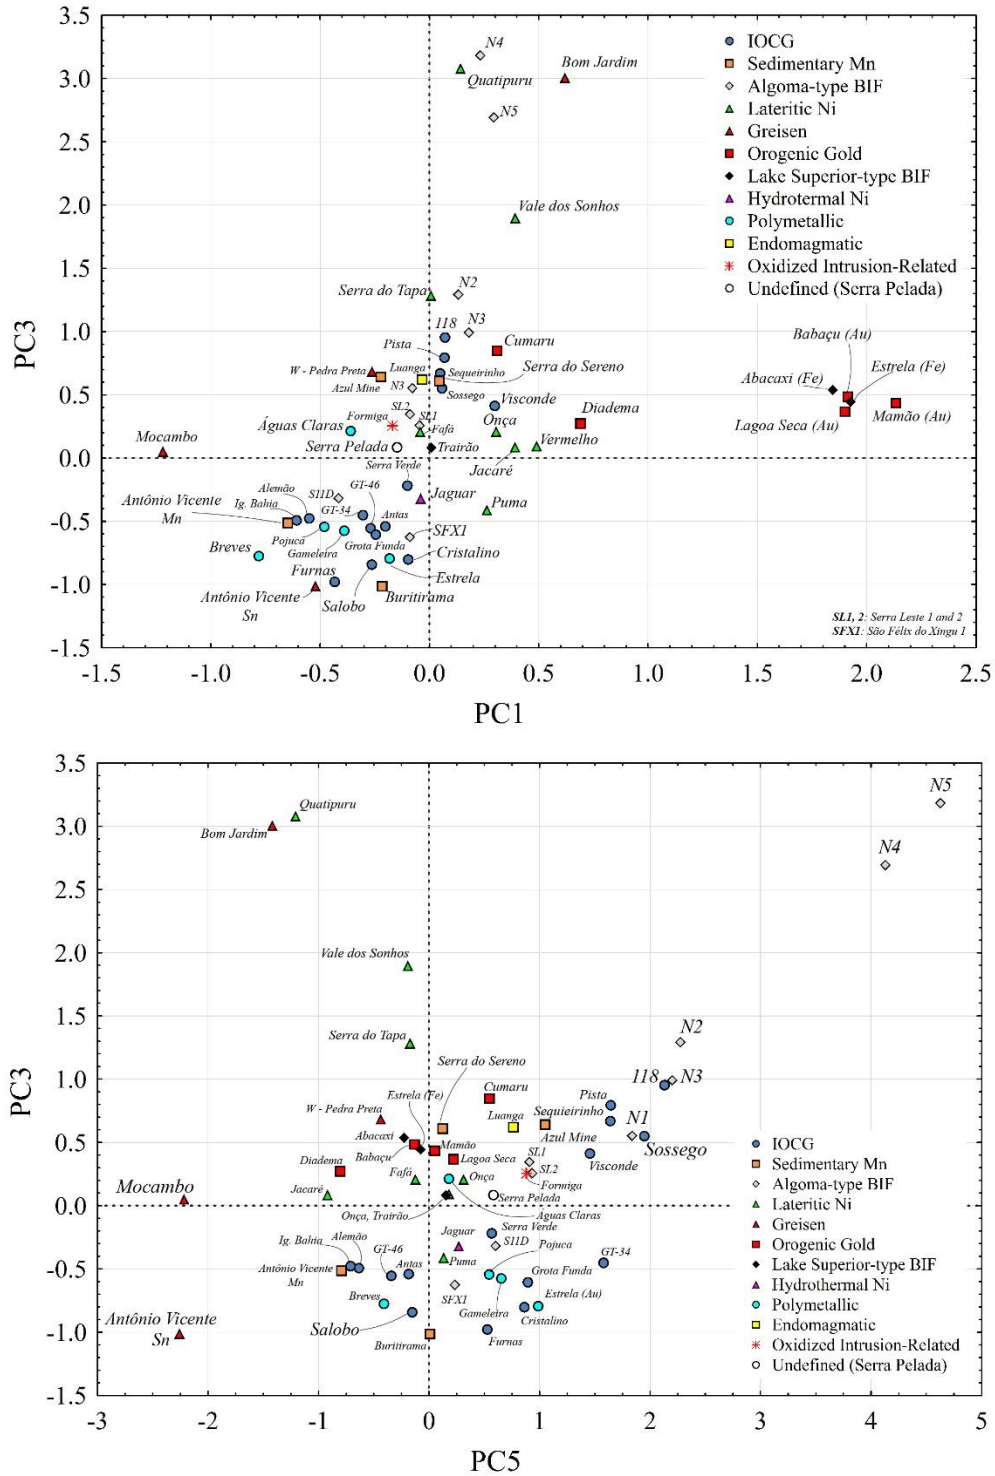 3.5
3.0
2.5
2.0
1.5
1.0
0.5
0.0
-0.5
-1.0
-1.5
PC3
N4
Quatipuru
Bom Jardim
N5
Vale dos Sonhos
Serra do Tapa
N2
118
N3
Pista
Cumaru
W - Pedra Preta
Luanga
Sequeirinho
Serra do Sereno
Azul Mine
N3
Sossego
Visconde
Formiga
SL2
SL1
Fafá
Onça
Diadema
Águas Claras
Serra Pelada
Trairão
Jacaré
Vermelho
Babaçu (Au)
Abacaxi (Fe)
Estrela (Fe)
Lagoa Seca (Au)
Mamão (Au)
Mocambo
Serra Verde
Alemão
S11D
GT-46
Jaguar
Puma
Antônio Vicente
Mn
Ig. Bahia
GT-34
Antas
Pojuca
Gameleira
Grota Funda
SFX1
Breves
Cristalino
Furnas
Estrela
Antônio Vicente
Sn
Salobo
Buritirama
IOCG
Sedimentary Mn
Algoma-type BIF
Lateritic Ni
Greisen
Orogenic Gold
Lake Superior-type BIF
Hydrotermal Ni
Polymetallic
Endomagmatic
Oxidized Intrusion-Related
Undefined (Serra Pelada)
SL1, 2: Serra Leste 1 and 2
SFX1: São Félix do Xingu 1
-1.5 -1.0 -0.5 0.0 0.5 1.0 1.5 2.0 2.5
PC1
3.5
3.0
2.5
2.0
1.5
1.0
0.5
0.0
-0.5
-1.0
-1.5
PC3
N5
Quatipuru
Bom Jardim
N4
Vale dos Sonhos
Serra do Tapa
N2
Serra do Sereno
118
N3
Cumaru
Pista
Estrela (Fe)
W - Pedra Preta
Luanga
Sequieirinho
N1
Abacaxi
Mamão
Azul Mine
Sossego
Babaçu
Lagoa Seca
SL1
Visconde
Diadema
Fafá
Onça
SL2
Formiga
Mocambo
Jacaré
Serra Pelada
Onça, Trairão
Águas Claras
Serra Verde
Jaguar
S11D
Pojuca
Ig. Bahia
Alemão
GT-46
Antas
Puma
GT-34
Antônio Vicente
Mn
Breves
SFX1
Gameleira
Grota Funda
Estrela (Au)
Cristalino
Antônio Vicente
Sn
Salobo
Buritirama
Furnas
IOCG
Sedimentary Mn
Algoma-type BIF
Lateritic Ni
Greisen
Orogenic Gold
Lake Superior-type BIF
Hydrothermal Ni
Polymetallic
Endomagmatic
Oxidized Intrusion-Related
Undefined (Serra Pelada)
-3 -2 -1 0 1 2 3 4 5
PC5